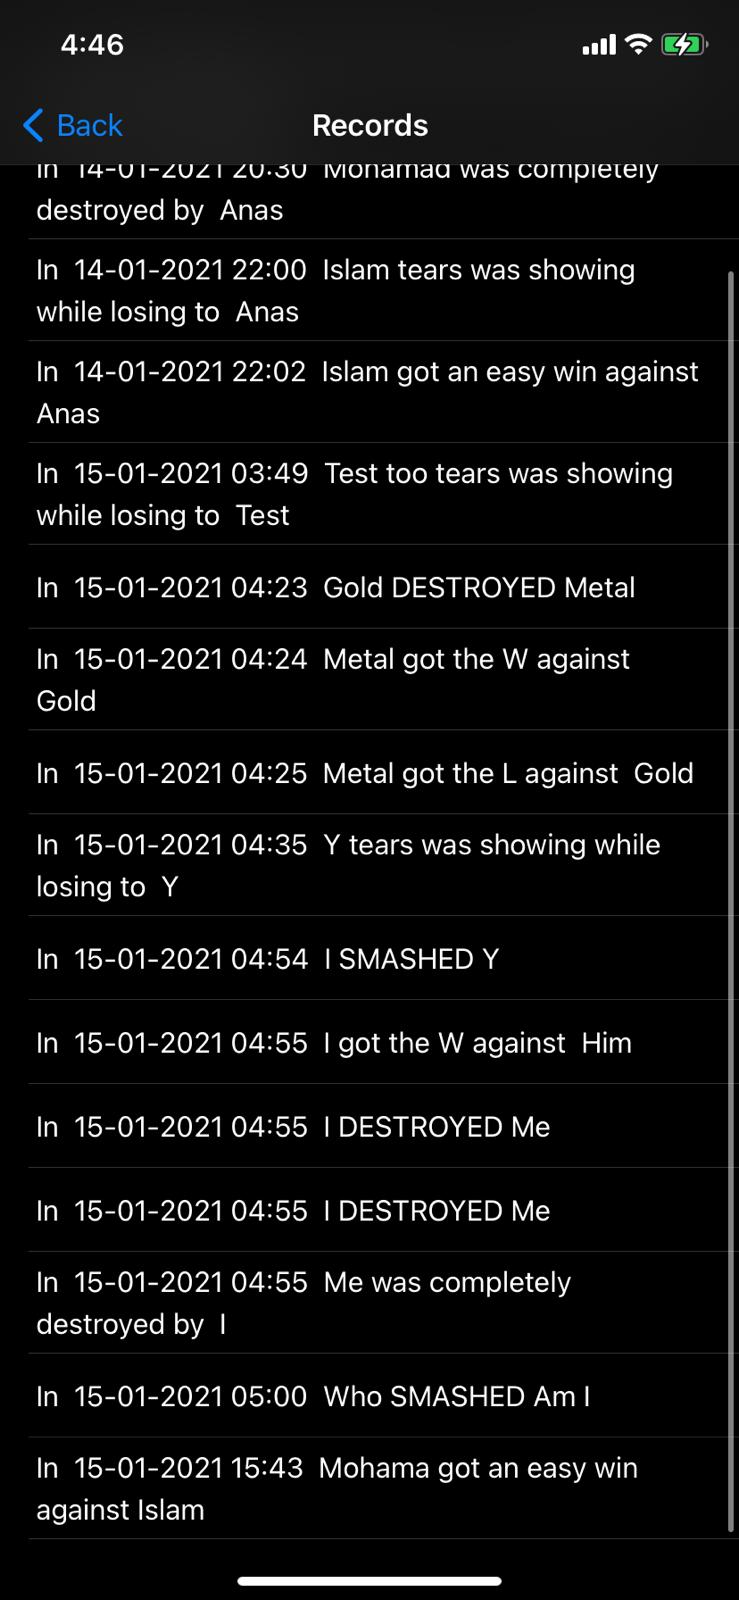 4:46
Back
Records
In  14-01-2021 20:30  Mohamad was completely
destroyed by  Anas
In  14-01-2021 22:00  Islam tears was showing
while losing to  Anas
In  14-01-2021 22:02  Islam got an easy win against
Anas
In  15-01-2021 03:49  Test too tears was showing
while losing to  Test
In  15-01-2021 04:23  Gold DESTROYED Metal
In  15-01-2021 04:24  Metal got the W against
Gold
In  15-01-2021 04:25  Metal got the L against  Gold
In  15-01-2021 04:35  Y tears was showing while
losing to  Y
In  15-01-2021 04:54  I SMASHED Y
In  15-01-2021 04:55  I got the W against  Him
In  15-01-2021 04:55  I DESTROYED Me
In  15-01-2021 04:55  I DESTROYED Me
In  15-01-2021 04:55  Me was completely
destroyed by  I
In  15-01-2021 05:00  Who SMASHED Am I
In  15-01-2021 15:43  Mohama got an easy win
against Islam